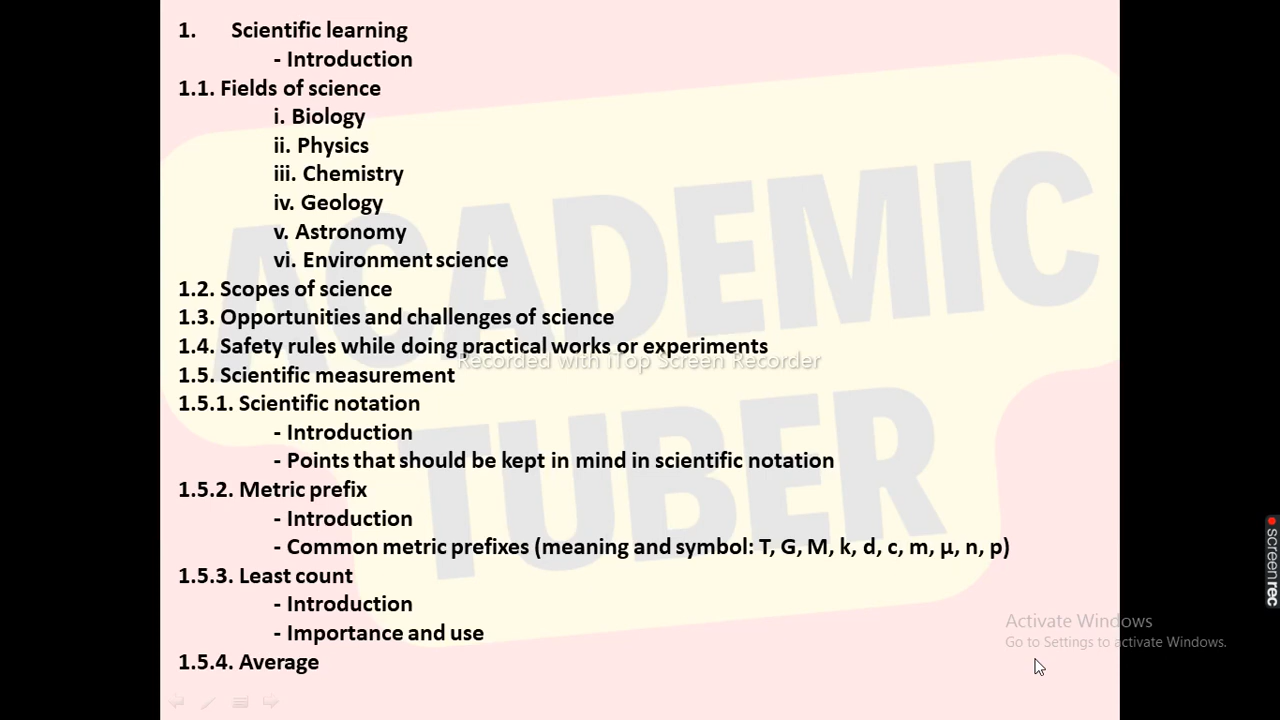 1. Scientific learning
- Introduction
1.1. Fields of science
i. Biology
ii. Physics
iii. Chemistry
iv. Geology
v. Astronomy
vi. Environment science
1.2. Scopes of science
1.3. Opportunities and challenges of science
1.4. Safety rules while doing practical works or experiments
Recorded with iTop Screen Recorder
1.5. Scientific measurement
1.5.1. Scientific notation
- Introduction
- Points that should be kept in mind in scientific notation
1.5.2. Metric prefix
- Introduction
- Common metric prefixes (meaning and symbol: T, G, M, k, d, c, m, µ, n, p)
1.5.3. Least count
- Introduction
- Importance and use
1.5.4. Average
ACADEMIC
TUBER
Activate Windows
Go to Settings to activate Windows.
screenrec